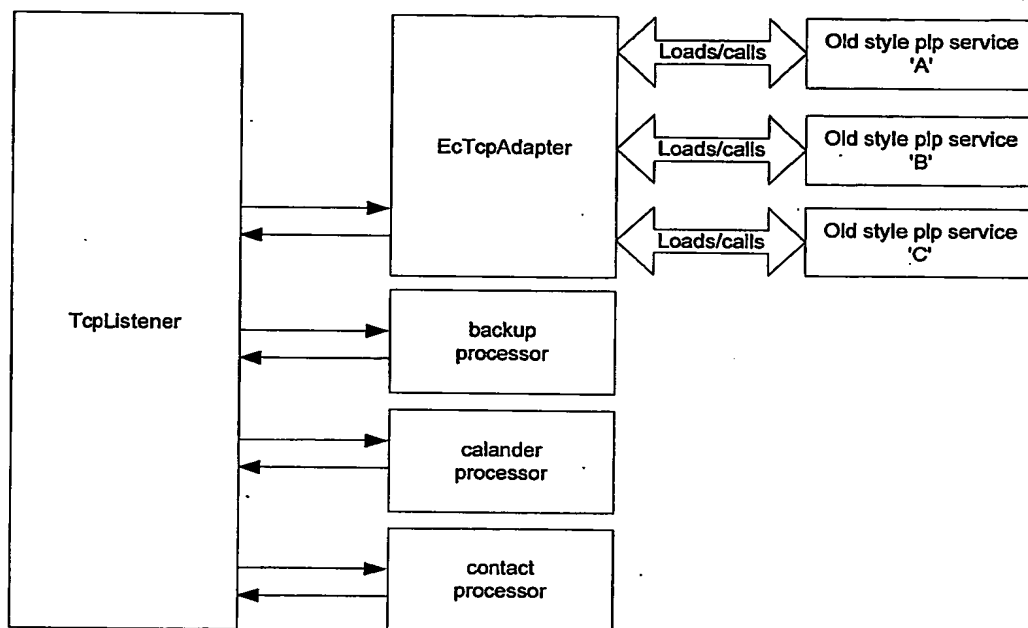 Loads/calls
Old style plp service
'A'
EcTcpAdapter
Loads/calls
Old style plp service
'B'
Loads/calls
Old style plp service
'C'
TcpListener
backup
processor
calander
processor
contact
processor